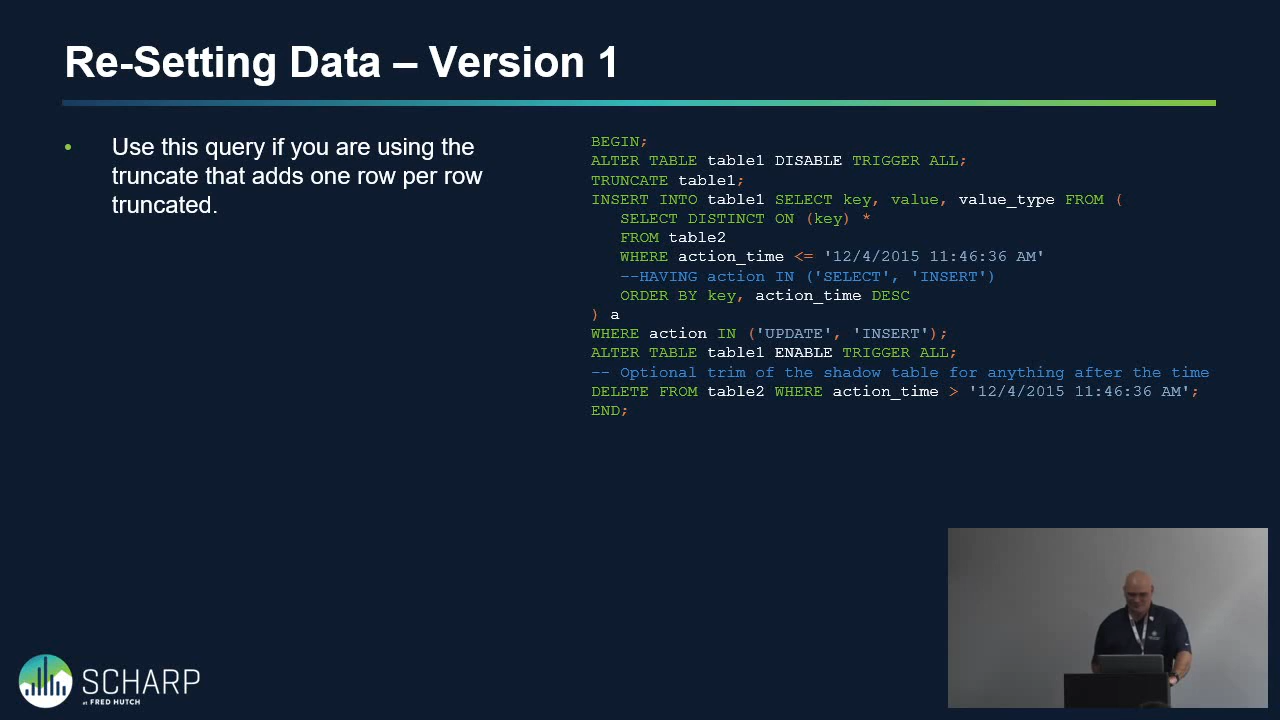 Re-Setting Data – Version 1
• Use this query if you are using the
truncate that adds one row per row
truncated.
BEGIN;
ALTER TABLE table1 DISABLE TRIGGER ALL;
TRUNCATE table1;
INSERT INTO table1 SELECT key, value, value_type FROM (
   SELECT DISTINCT ON (key) *
   FROM table2
   WHERE action_time <= '12/4/2015 11:46:36 AM'
   --HAVING action IN ('SELECT', 'INSERT')
   ORDER BY key, action_time DESC
) a
WHERE action IN ('UPDATE', 'INSERT');
ALTER TABLE table1 ENABLE TRIGGER ALL;
-- Optional trim of the shadow table for anything after the time
DELETE FROM table2 WHERE action_time > '12/4/2015 11:46:36 AM';
END;
SCHARP
at FRED HUTCH